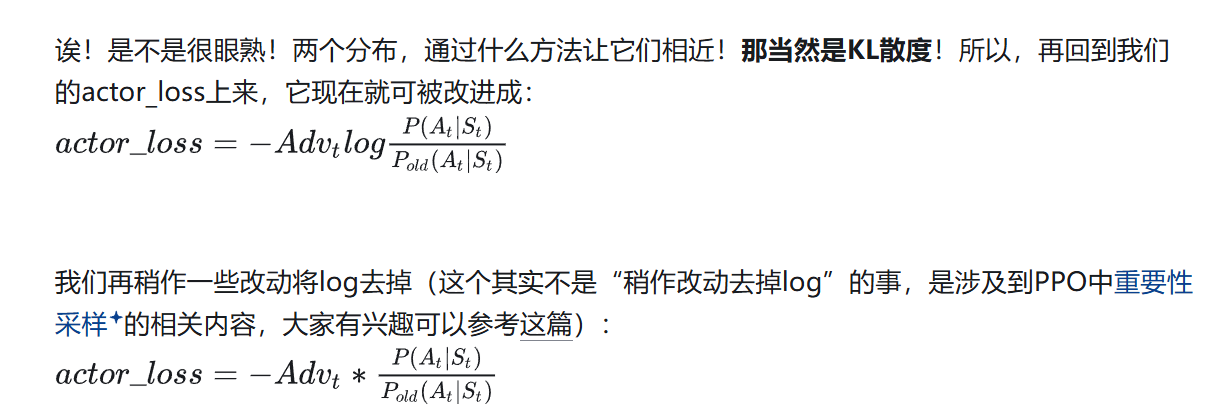 诶！是不是很眼熟！两个分布，通过什么方法让它们相近！那当然是KL散度！所以，再回到我们
的actor_loss上来，它现在就可被改进成：
actor_loss = −Adv_t log \frac{P(A_t|S_t)}{P_{old}(A_t|S_t)}
我们再稍作一些改动将log去掉（这个其实不是“稍作改动去掉log”的事，是涉及到PPO中重要性
采样✦的相关内容，大家有兴趣可以参考这篇）：
actor_loss = −Adv_t * \frac{P(A_t|S_t)}{P_{old}(A_t|S_t)}